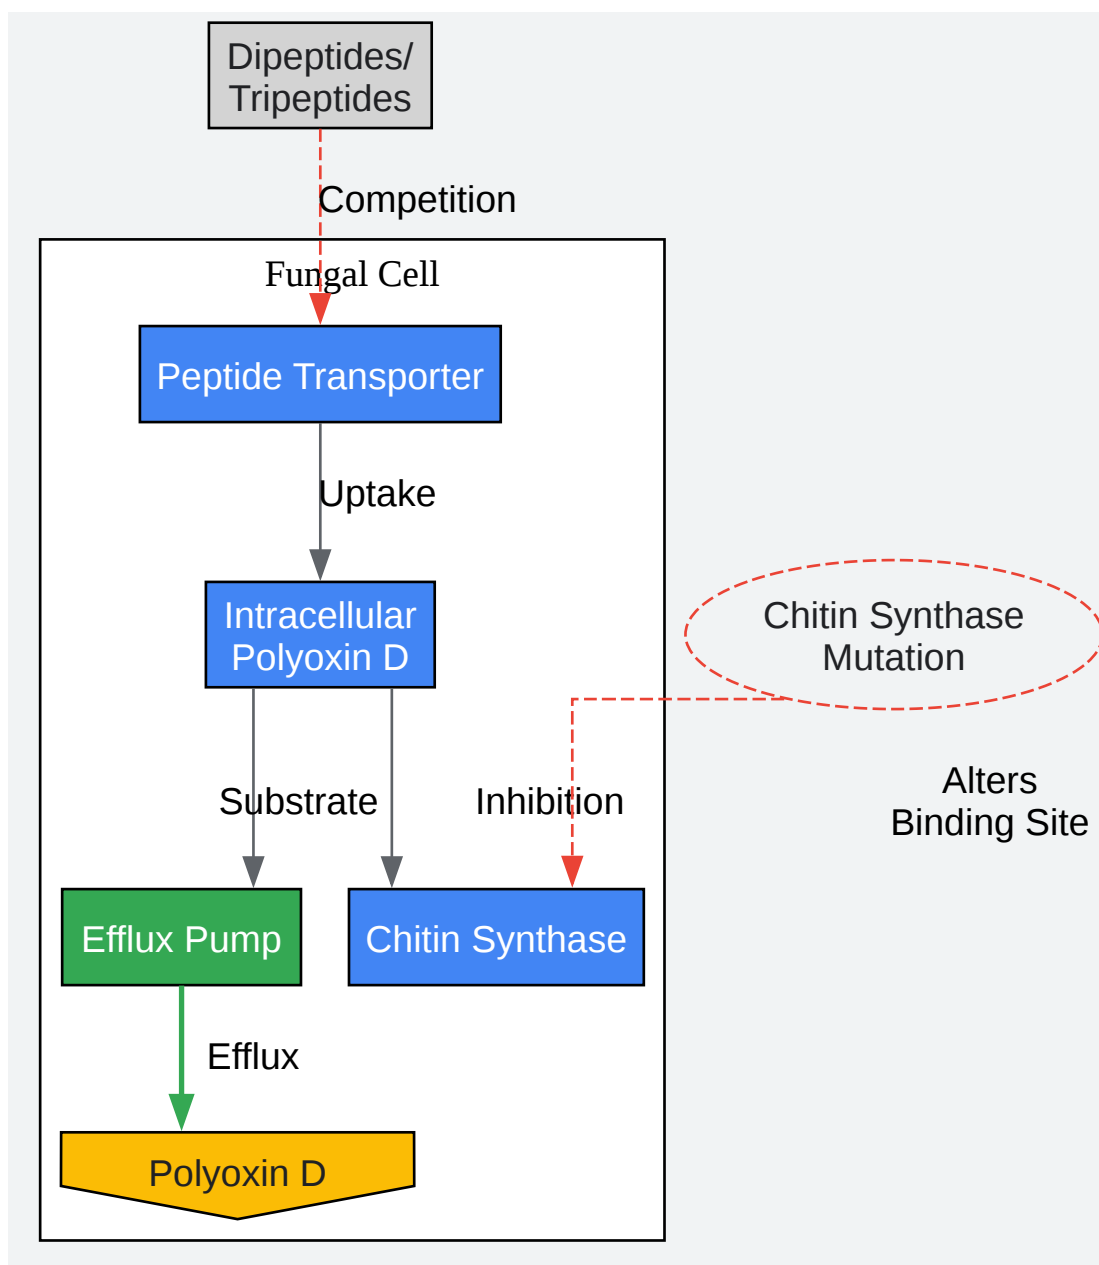 Dipeptides/
Tripeptides
Competition
Fungal Cell
Peptide Transporter
Uptake
Intracellular
Polyoxin D
Chitin Synthase
Mutation
Substrate
Inhibition
Alters
Binding Site
Efflux Pump
Chitin Synthase
Efflux
Polyoxin D